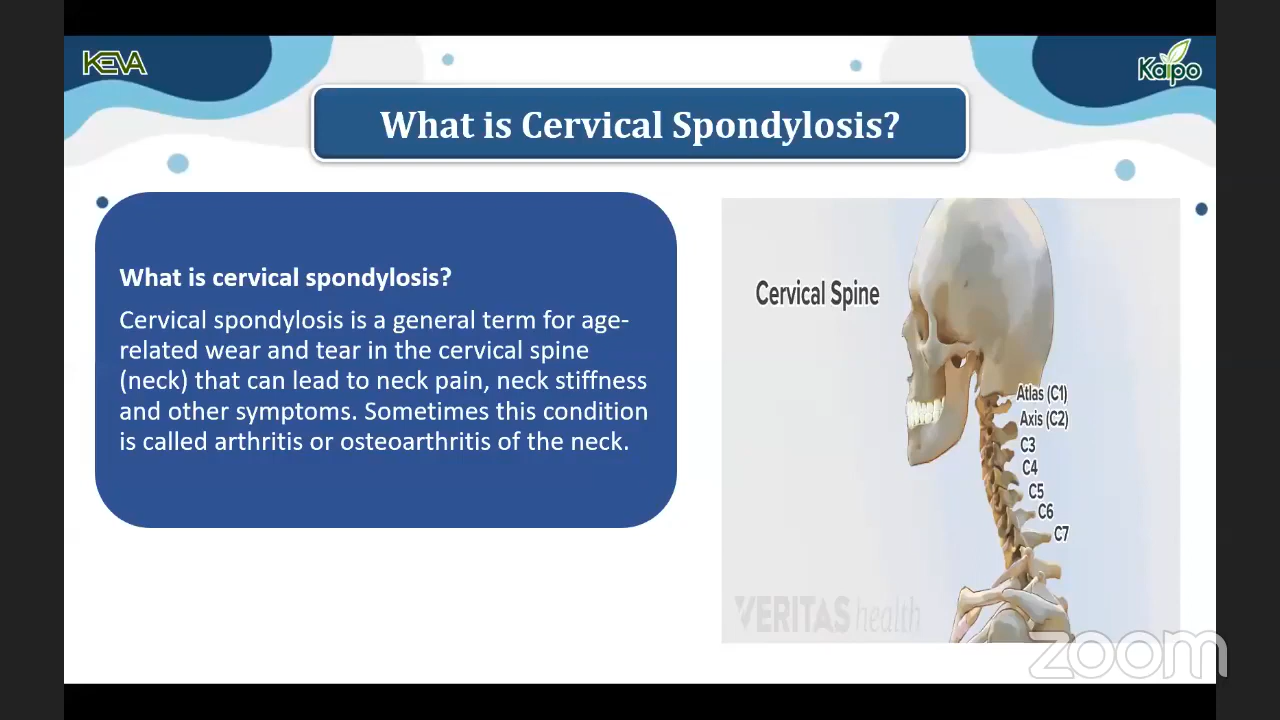 KEVA
Kaipo
What is Cervical Spondylosis?
What is cervical spondylosis?
Cervical spondylosis is a general term for age-
related wear and tear in the cervical spine
(neck) that can lead to neck pain, neck stiffness
and other symptoms. Sometimes this condition
is called arthritis or osteoarthritis of the neck.
Cervical Spine
Atlas (C1)
Axis (C2)
C3
C4
C5
C6
C7
VERITAS health
zoom